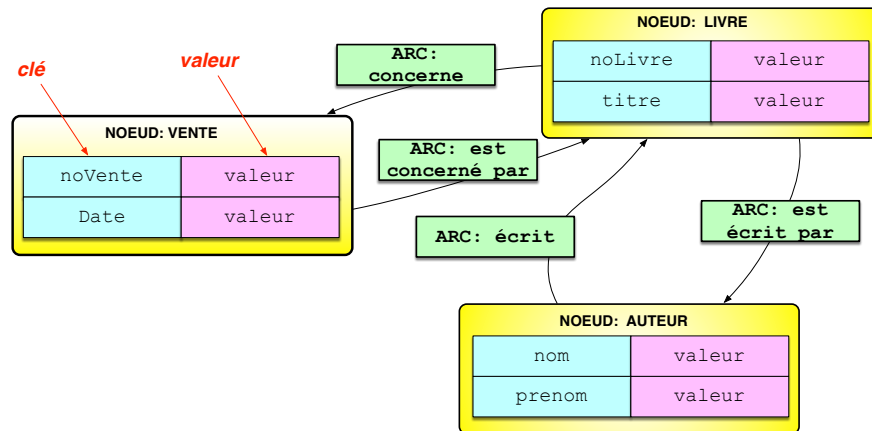 NOEUD: LIVRE
noLivre valeur
titre valeur
ARC:
concerne
clé valeur
NOEUD: VENTE
noVente valeur
Date valeur
ARC: est
concerné par
ARC: écrit
ARC: est
écrit par
NOEUD: AUTEUR
nom valeur
prenom valeur